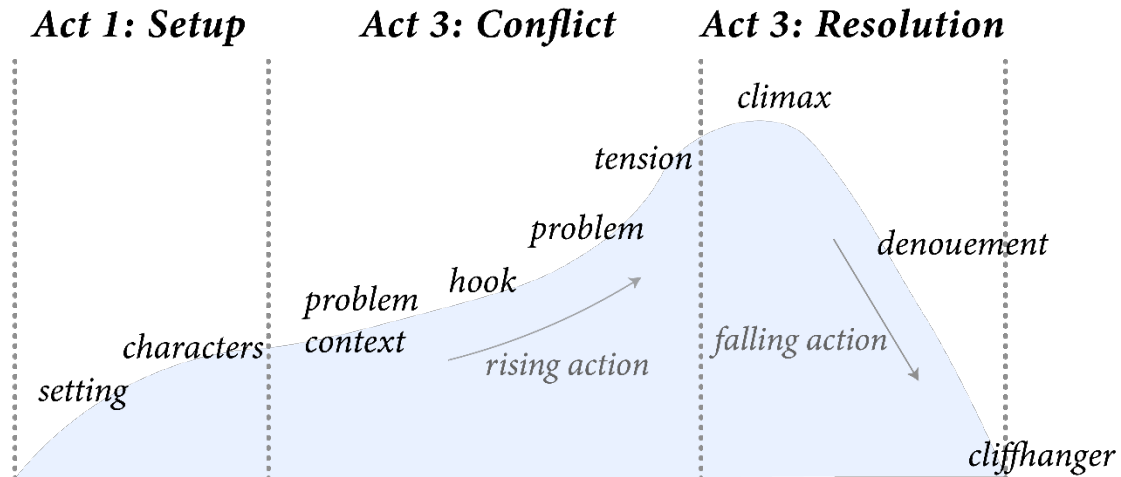 Act 1: Setup
Act 3: Conflict
Act 3: Resolution
climax
tension
problem
denouement
hook
problem
context
characters
setting
rising action
falling action
cliffhanger